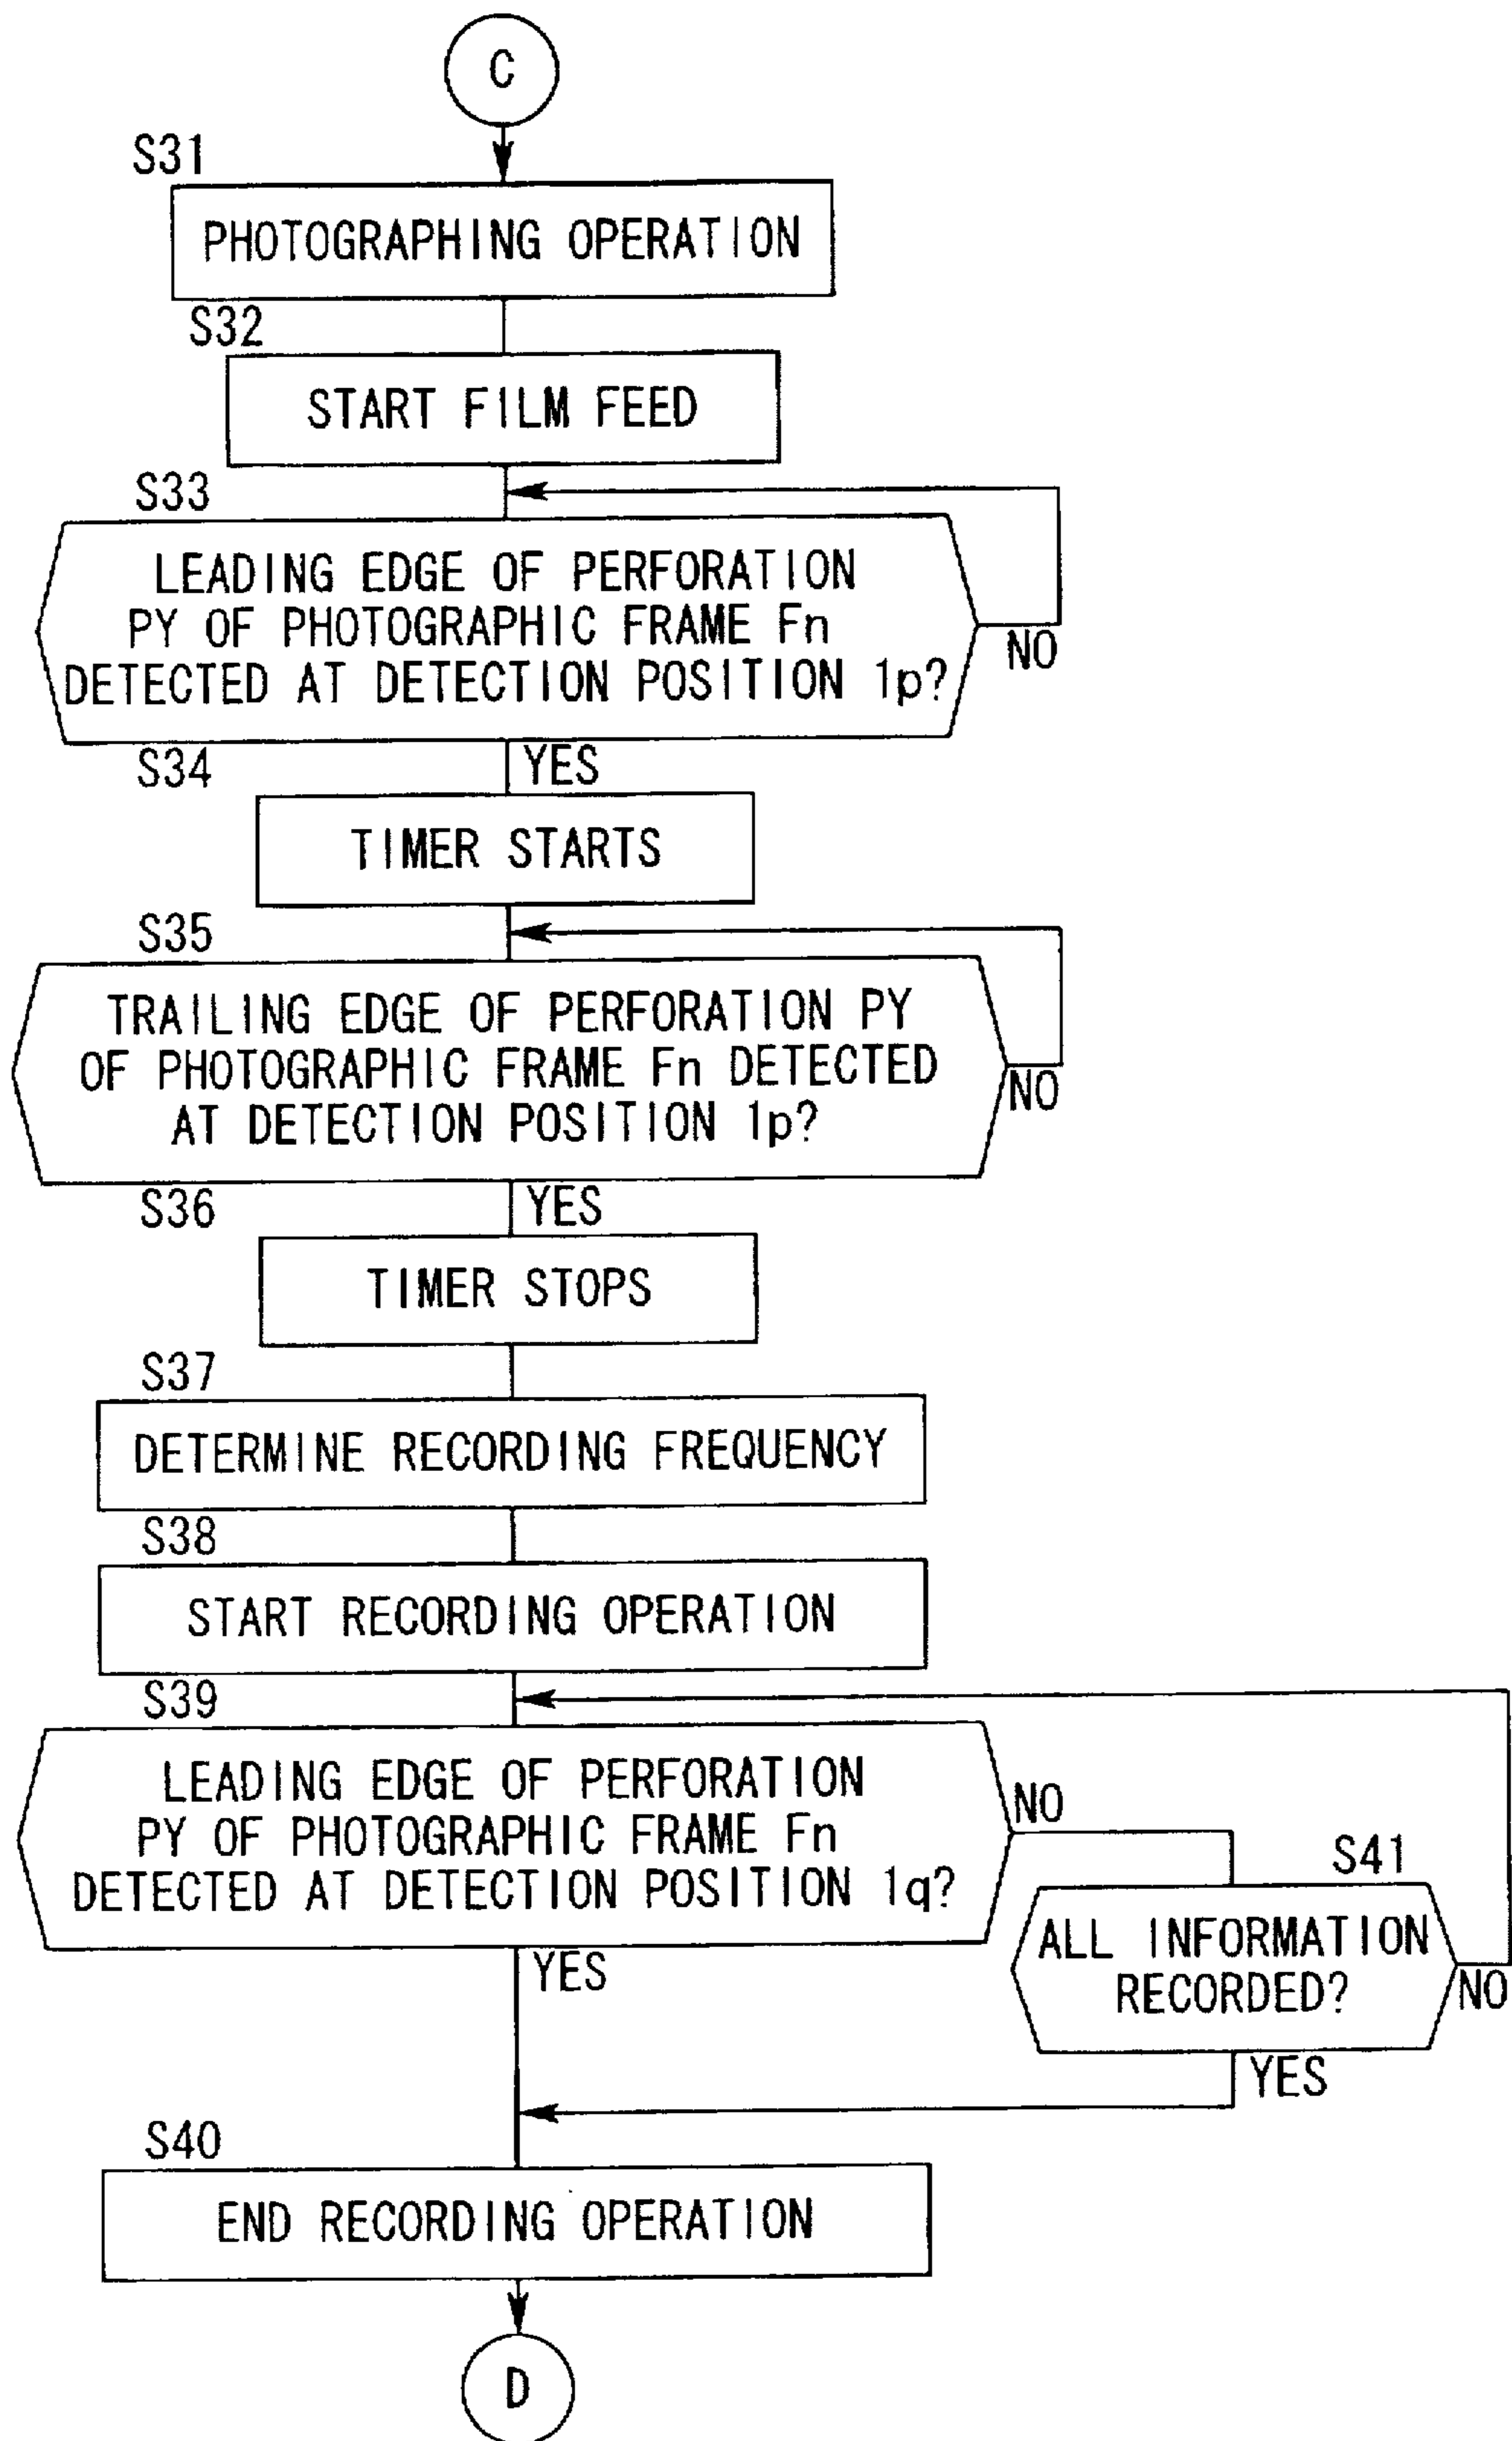 C
S31
PHOTOGRAPHING OPERATION
S32
START FILM FEED
S33
LEADING EDGE OF PERFORATION
PY OF PHOTOGRAPHIC FRAME Fn
DETECTED AT DETECTION POSITION 1p?
NO
YES
S34
TIMER STARTS
S35
TRAILING EDGE OF PERFORATION PY
OF PHOTOGRAPHIC FRAME Fn DETECTED
AT DETECTION POSITION 1p?
NO
YES
S36
TIMER STOPS
S37
DETERMINE RECORDING FREQUENCY
S38
START RECORDING OPERATION
S39
LEADING EDGE OF PERFORATION
PY OF PHOTOGRAPHIC FRAME Fn
DETECTED AT DETECTION POSITION 1q?
NO
YES
S41
ALL INFORMATION
RECORDED?
NO
YES
S40
END RECORDING OPERATION
D